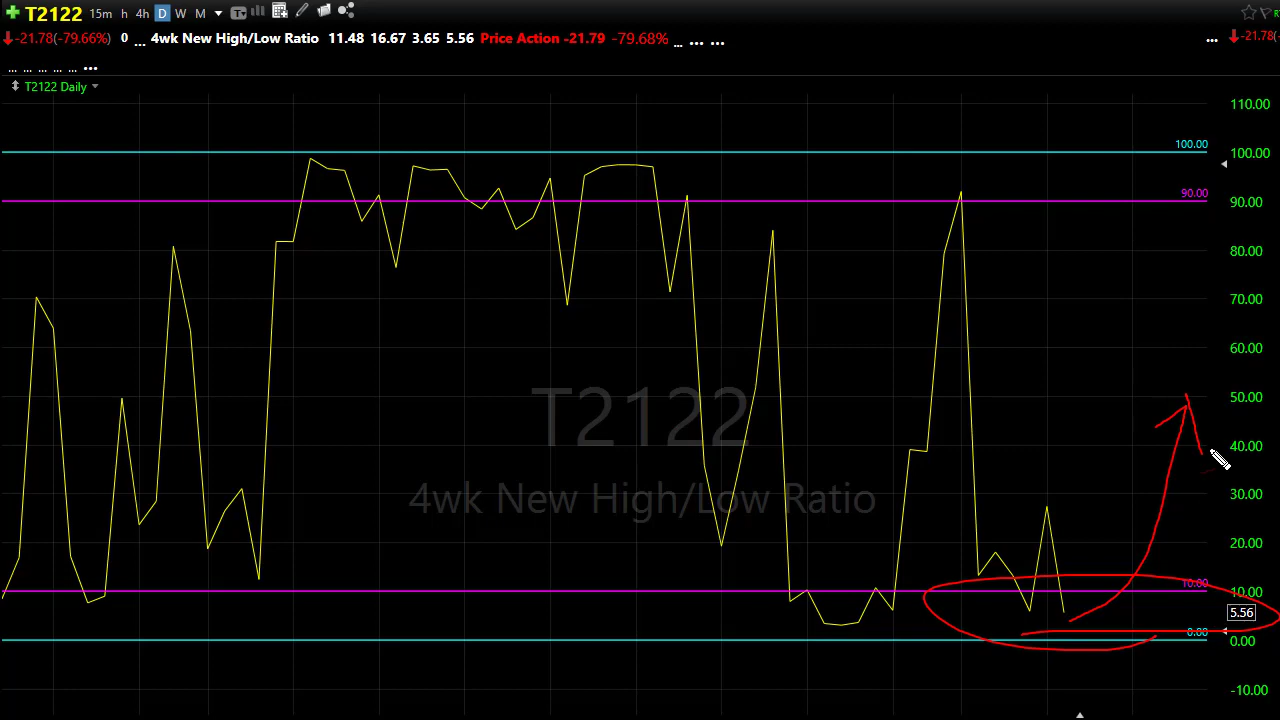 T2122 15m h 4h D W M T
-21.78(-79.66%) 0 ... 4wk New High/Low Ratio 11.48 16.67 3.65 5.56 Price Action -21.79 -79.68% ... ... ... ... -21.78(-
... ... ... ... ... ...
T2122 Daily
110.00
100.00 100.00
90.00 90.00
80.00
70.00
60.00
50.00
T2122
40.00
4wk New High/Low Ratio
30.00
20.00
10.00 10.00
5.56
0.00 0.00
-10.00